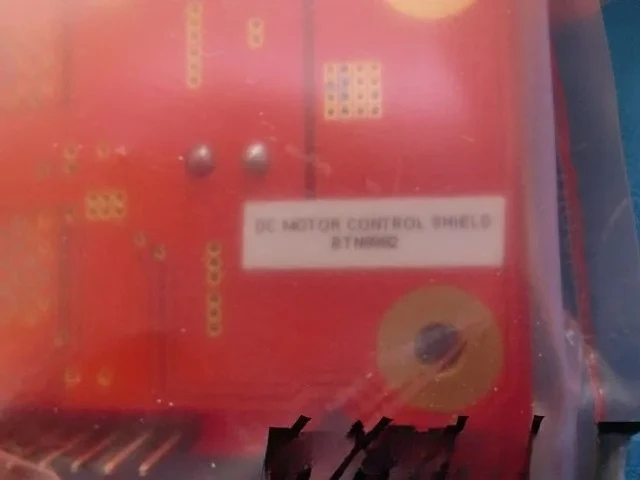 DC MOTOR CONTROL SHIELD
BTN8982